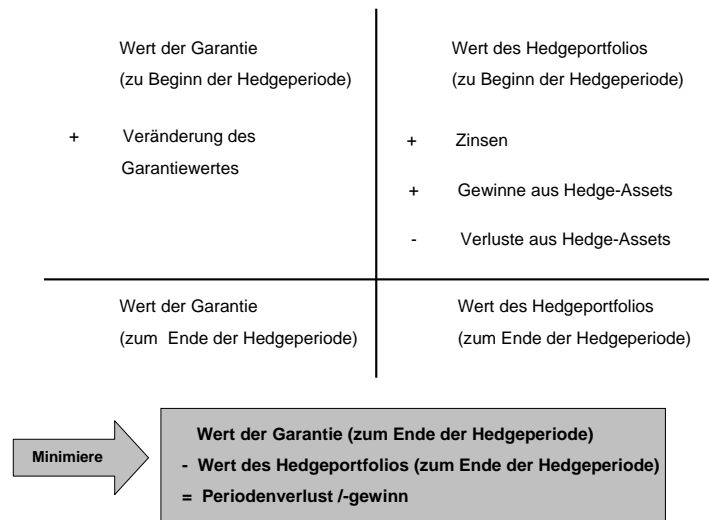 Wert der Garantie
(zu Beginn der Hedgeperiode)
+ Veränderung des
Garantiewertes
Wert des Hedgeportfolios
(zu Beginn der Hedgeperiode)
+ Zinsen
+ Gewinne aus Hedge-Assets
- Verluste aus Hedge-Assets
Wert der Garantie
(zum Ende der Hedgeperiode)
Wert des Hedgeportfolios
(zum Ende der Hedgeperiode)
Minimiere
Wert der Garantie (zum Ende der Hedgeperiode)
- Wert des Hedgeportfolios (zum Ende der Hedgeperiode)
= Periodenverlust /-gewinn